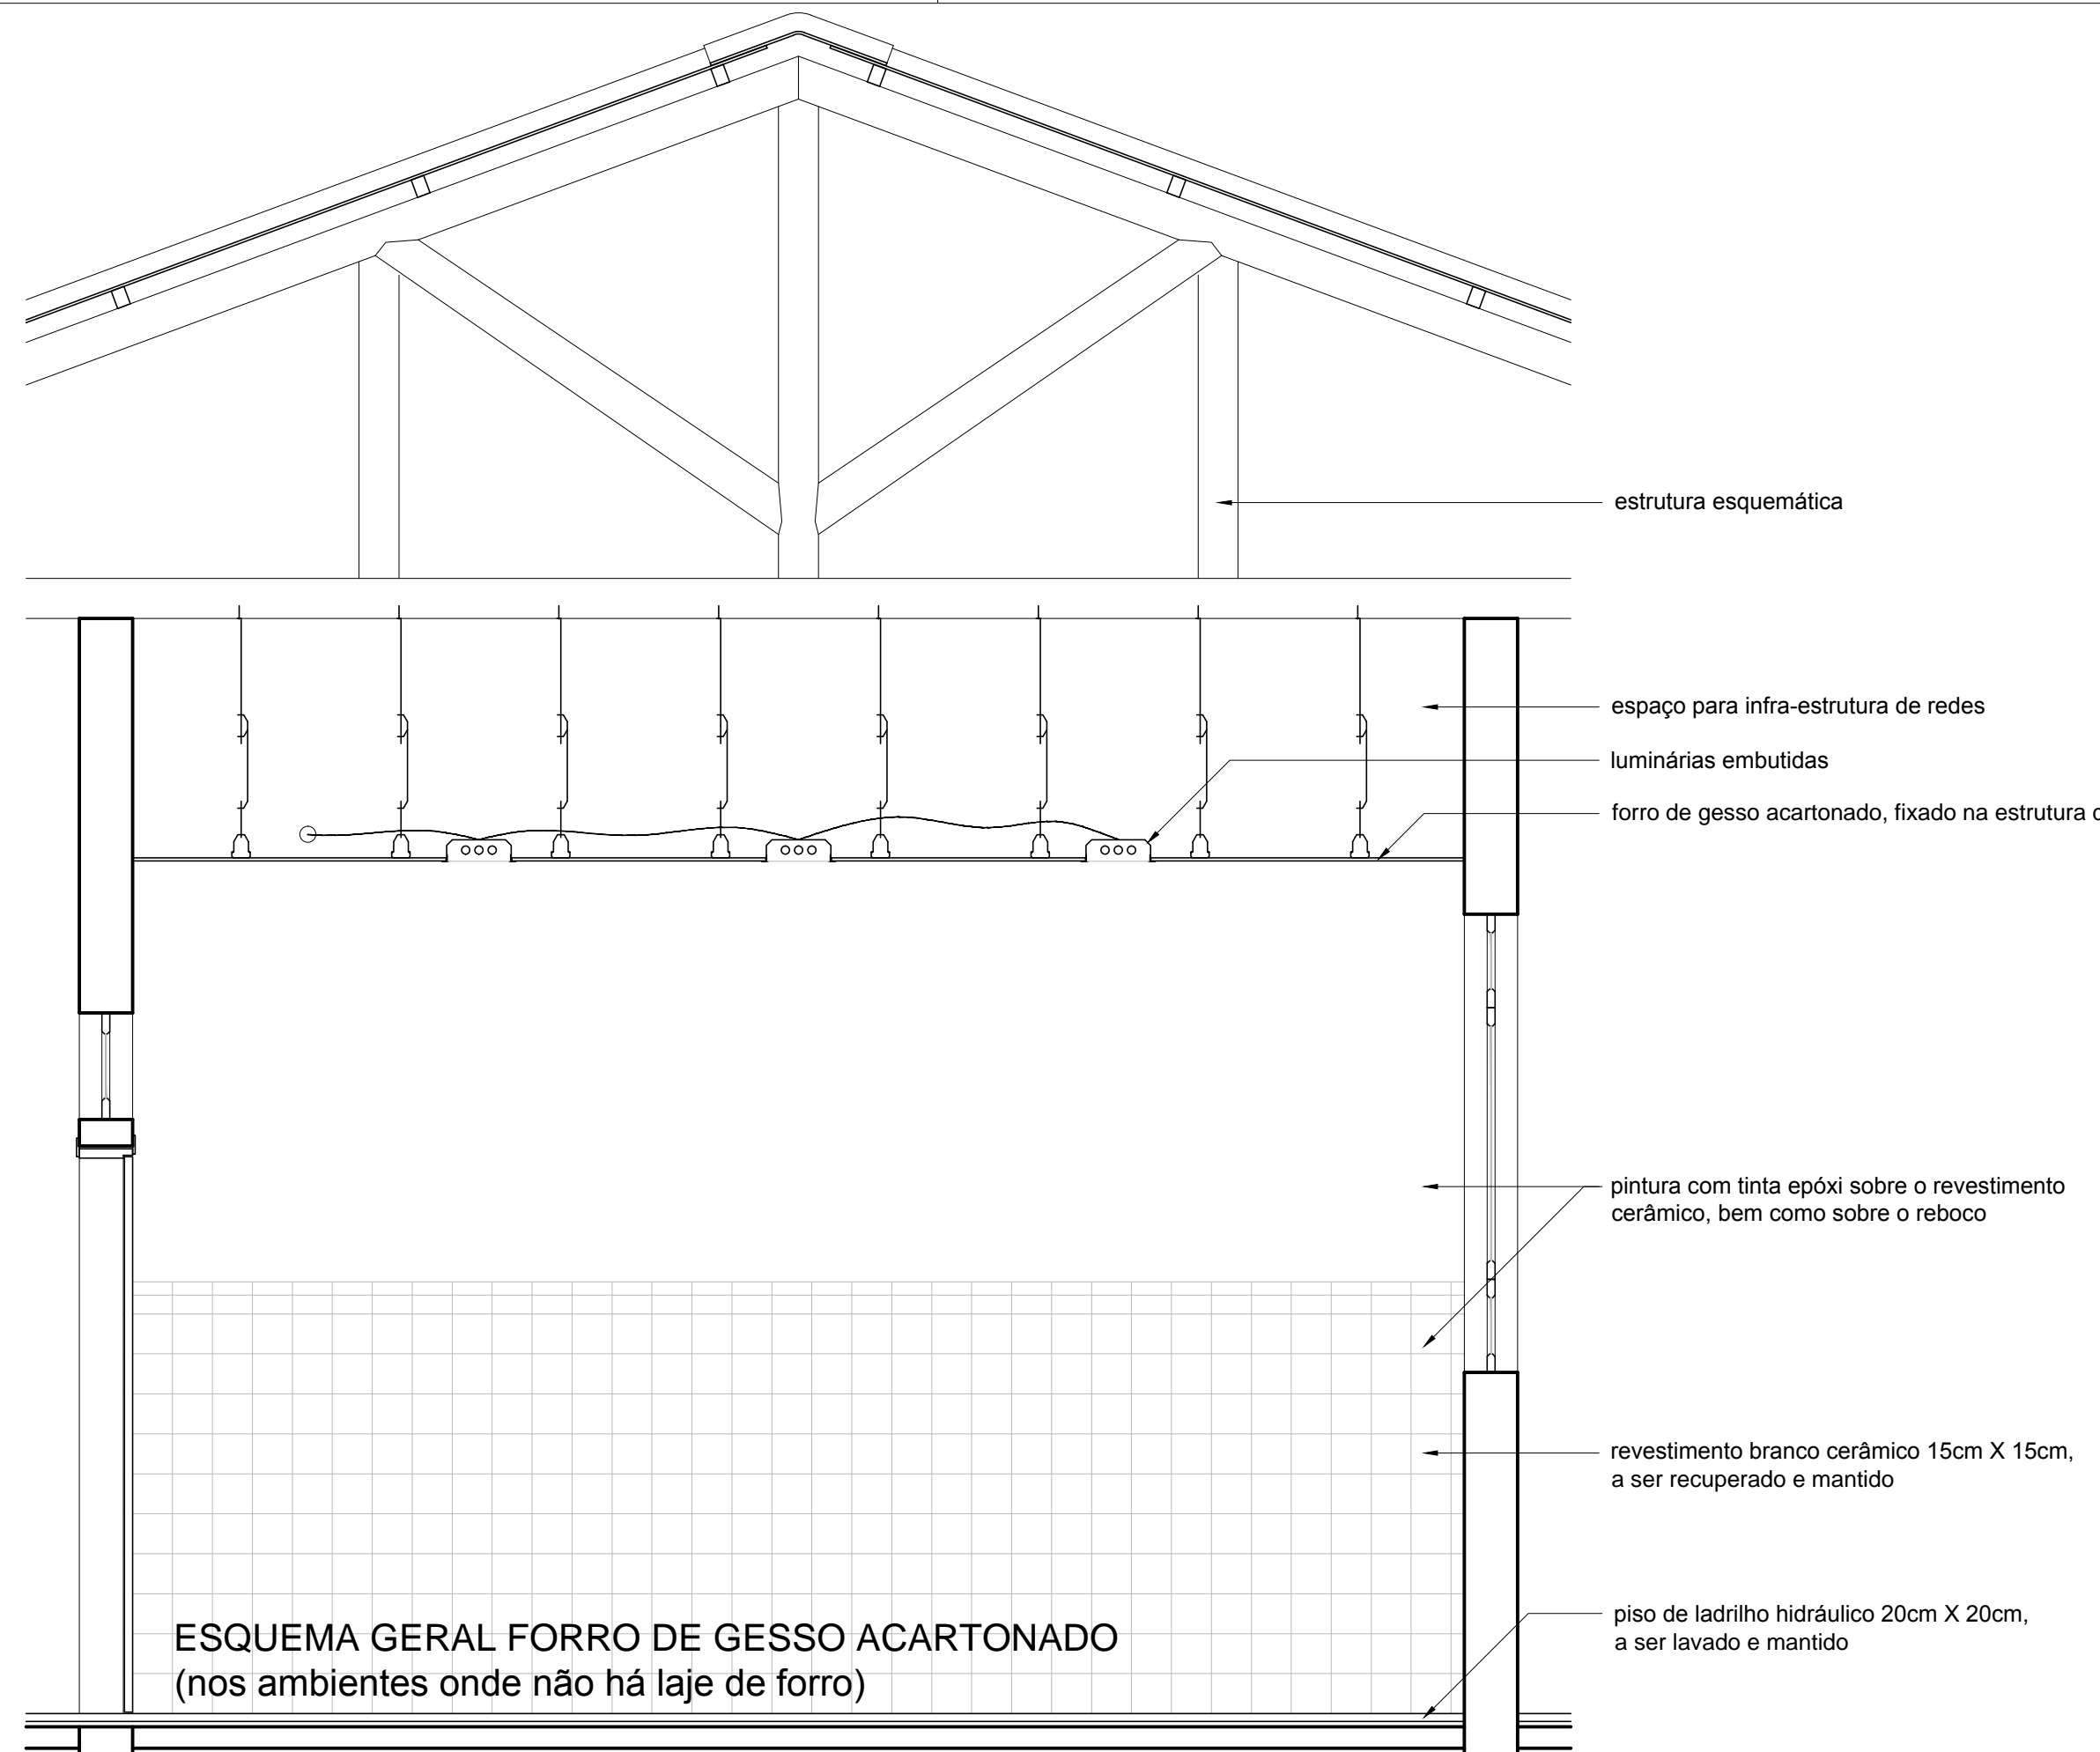 estrutura esquemática
espaço para infra-estrutura de redes
luminárias embutidas
forro de gesso acartonado, fixado na estrutura
pintura com tinta epóxi sobre o revestimento
cerâmico, bem como sobre o reboco
revestimento branco cerâmico 15cm X 15cm,
a ser recuperado e mantido
piso de ladrilho hidráulico 20cm X 20cm,
a ser lavado e mantido
ESQUEMA GERAL FORRO DE GESSO ACARTONADO
(nos ambientes onde não há laje de forro)